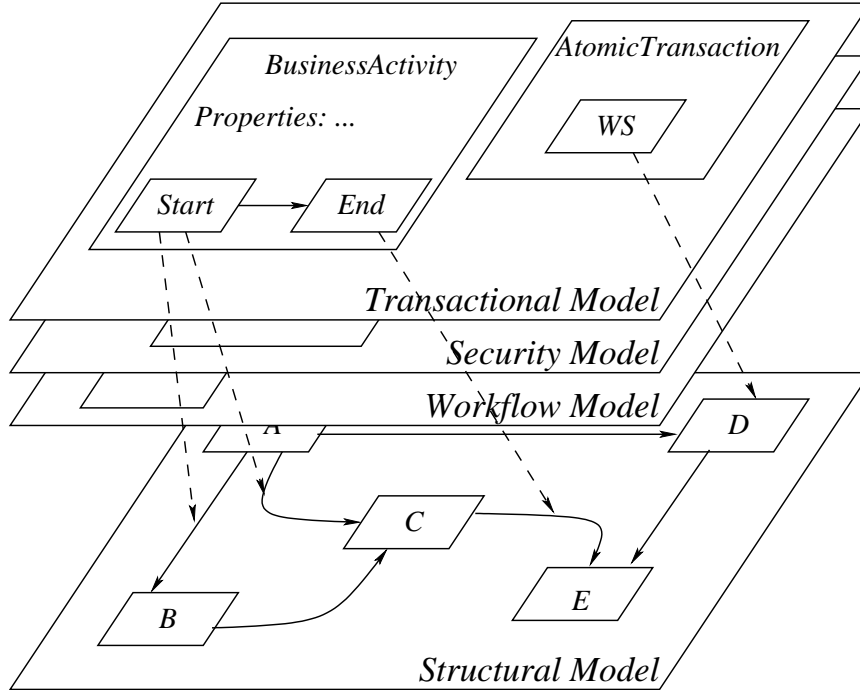 AtomicTransaction
BusinessActivity
Properties: ...
WS
Start
End
Transactional Model
Security Model
Workflow Model
A
D
C
E
B
Structural Model